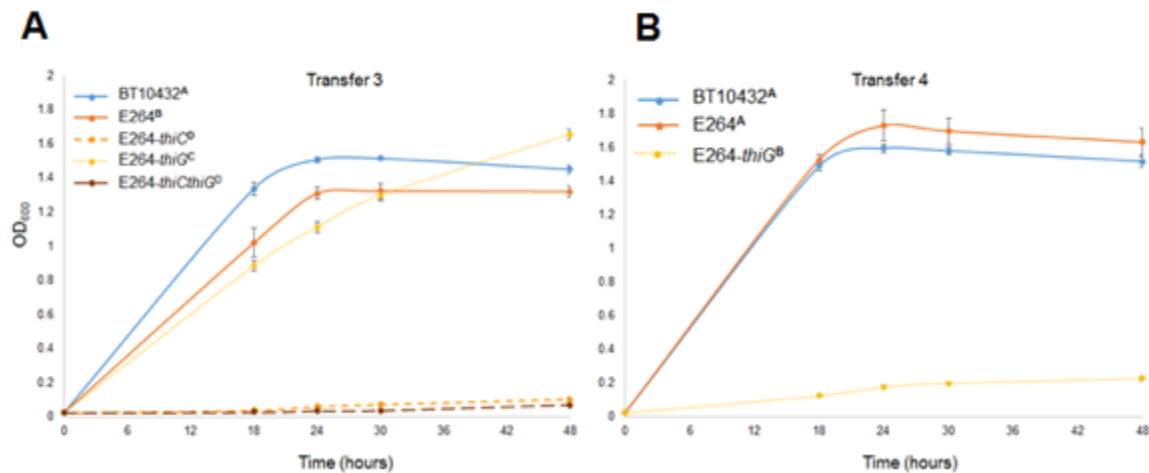 A
Transfer 3
BT10432ᴬ
E264ᴮ
E264-thiCᴰ
E264-thiGᶜ
E264-thiCthiGᴰ
OD₆₀₀
2
1.8
1.6
1.4
1.2
1
0.8
0.6
0.4
0.2
0
0 6 12 18 24 30 36 42 48
Time (hours)
B
Transfer 4
BT10432ᴬ
E264ᴬ
E264-thiGᴮ
2
1.8
1.6
1.4
1.2
1
0.8
0.6
0.4
0.2
0
0 6 12 18 24 30 36 42 48
Time (hours)